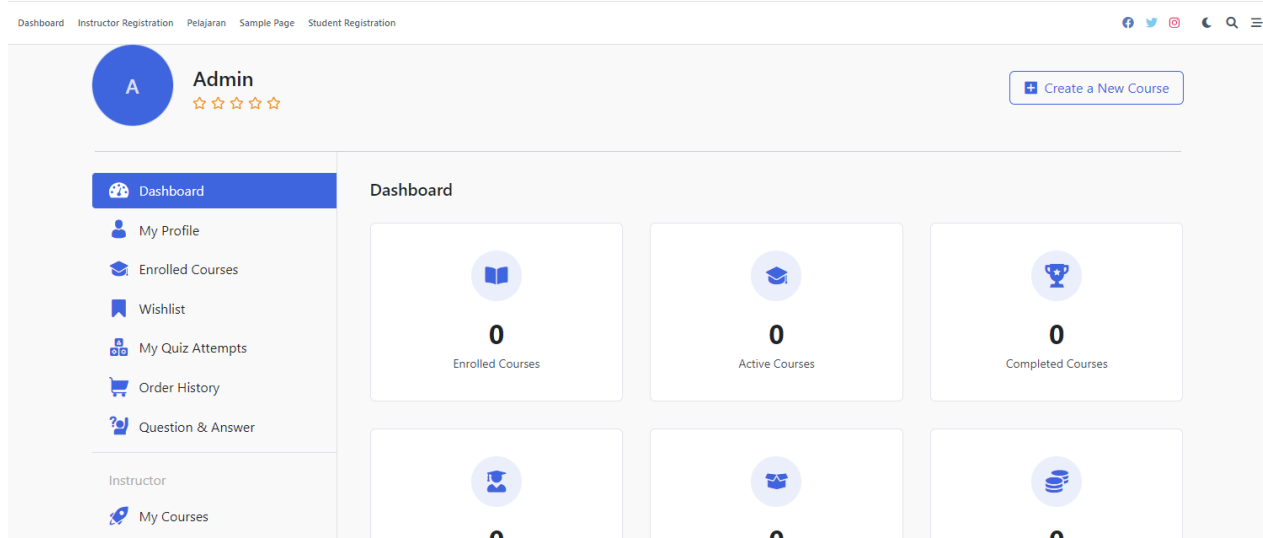 Dashboard Instructor Registration Pelajaran Sample Page Student Registration
A
Admin
Create a New Course
Dashboard
My Profile
Enrolled Courses
Wishlist
My Quiz Attempts
Order History
Question & Answer
Instructor
My Courses
Dashboard
0
Enrolled Courses
0
Active Courses
0
Completed Courses